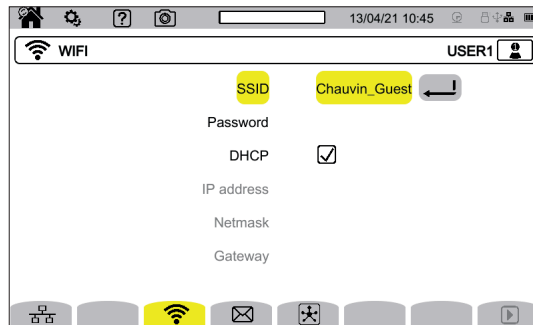 13/04/21 10:45
WIFI USER1
SSID Chauvin_Guest
Password
DHCP
IP address
Netmask
Gateway